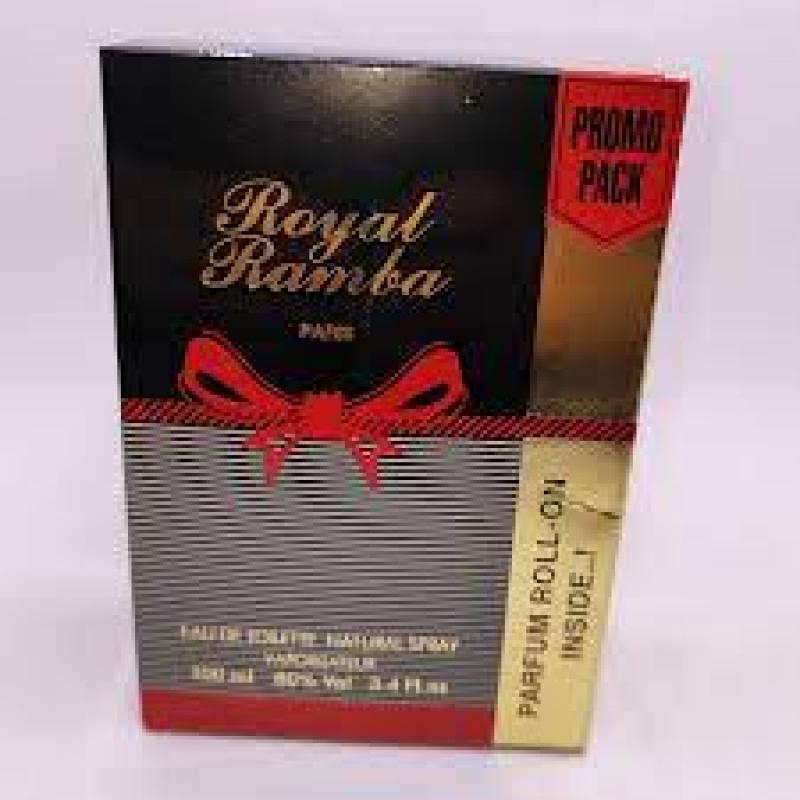 Royal
Ramba
PARIS
EAU DE TOILETTE NATURAL SPRAY
VAPORISATEUR
100 ml 80% Vol 3.4 fl.oz
PROMO
PACK
PARFUM ROLL-ON
INSIDE..!